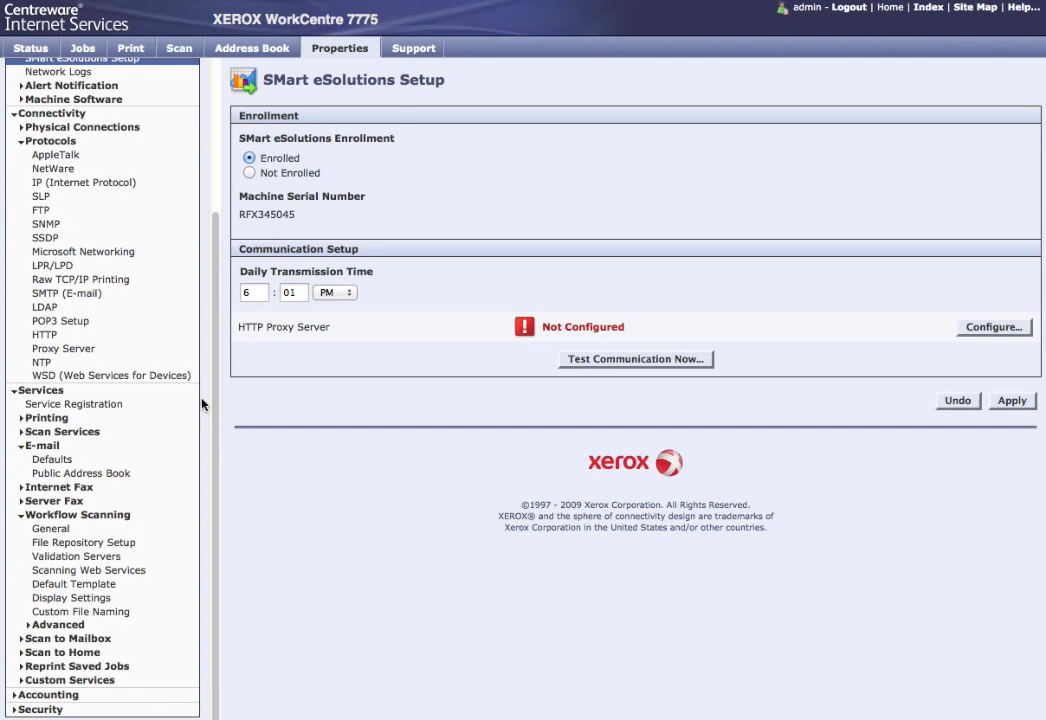 Centreware®
Internet Services
XEROX WorkCentre 7775
admin - Logout | Home | Index | Site Map | Help...
Status
Jobs
Print
Scan
Address Book
Properties
Support
SMart eSolutions Setup
Network Logs
Alert Notification
Machine Software
Connectivity
Physical Connections
Protocols
AppleTalk
NetWare
IP (Internet Protocol)
SLP
FTP
SNMP
SSDP
Microsoft Networking
LPR/LPD
Raw TCP/IP Printing
SMTP (E-mail)
LDAP
POP3 Setup
HTTP
Proxy Server
NTP
WSD (Web Services for Devices)
Services
Service Registration
Printing
Scan Services
E-mail
Defaults
Public Address Book
Internet Fax
Server Fax
Workflow Scanning
General
File Repository Setup
Validation Servers
Scanning Web Services
Default Template
Display Settings
Custom File Naming
Advanced
Scan to Mailbox
Scan to Home
Reprint Saved Jobs
Custom Services
Accounting
Security
SMart eSolutions Setup
Enrollment
SMart eSolutions Enrollment
Enrolled
Not Enrolled
Machine Serial Number
RFX345045
Communication Setup
Daily Transmission Time
6 : 01 PM
HTTP Proxy Server
! Not Configured
Configure...
Test Communication Now...
Undo
Apply
xerox
©1997 - 2009 Xerox Corporation. All Rights Reserved.
XEROX® and the sphere of connectivity design are trademarks of
Xerox Corporation in the United States and/or other countries.